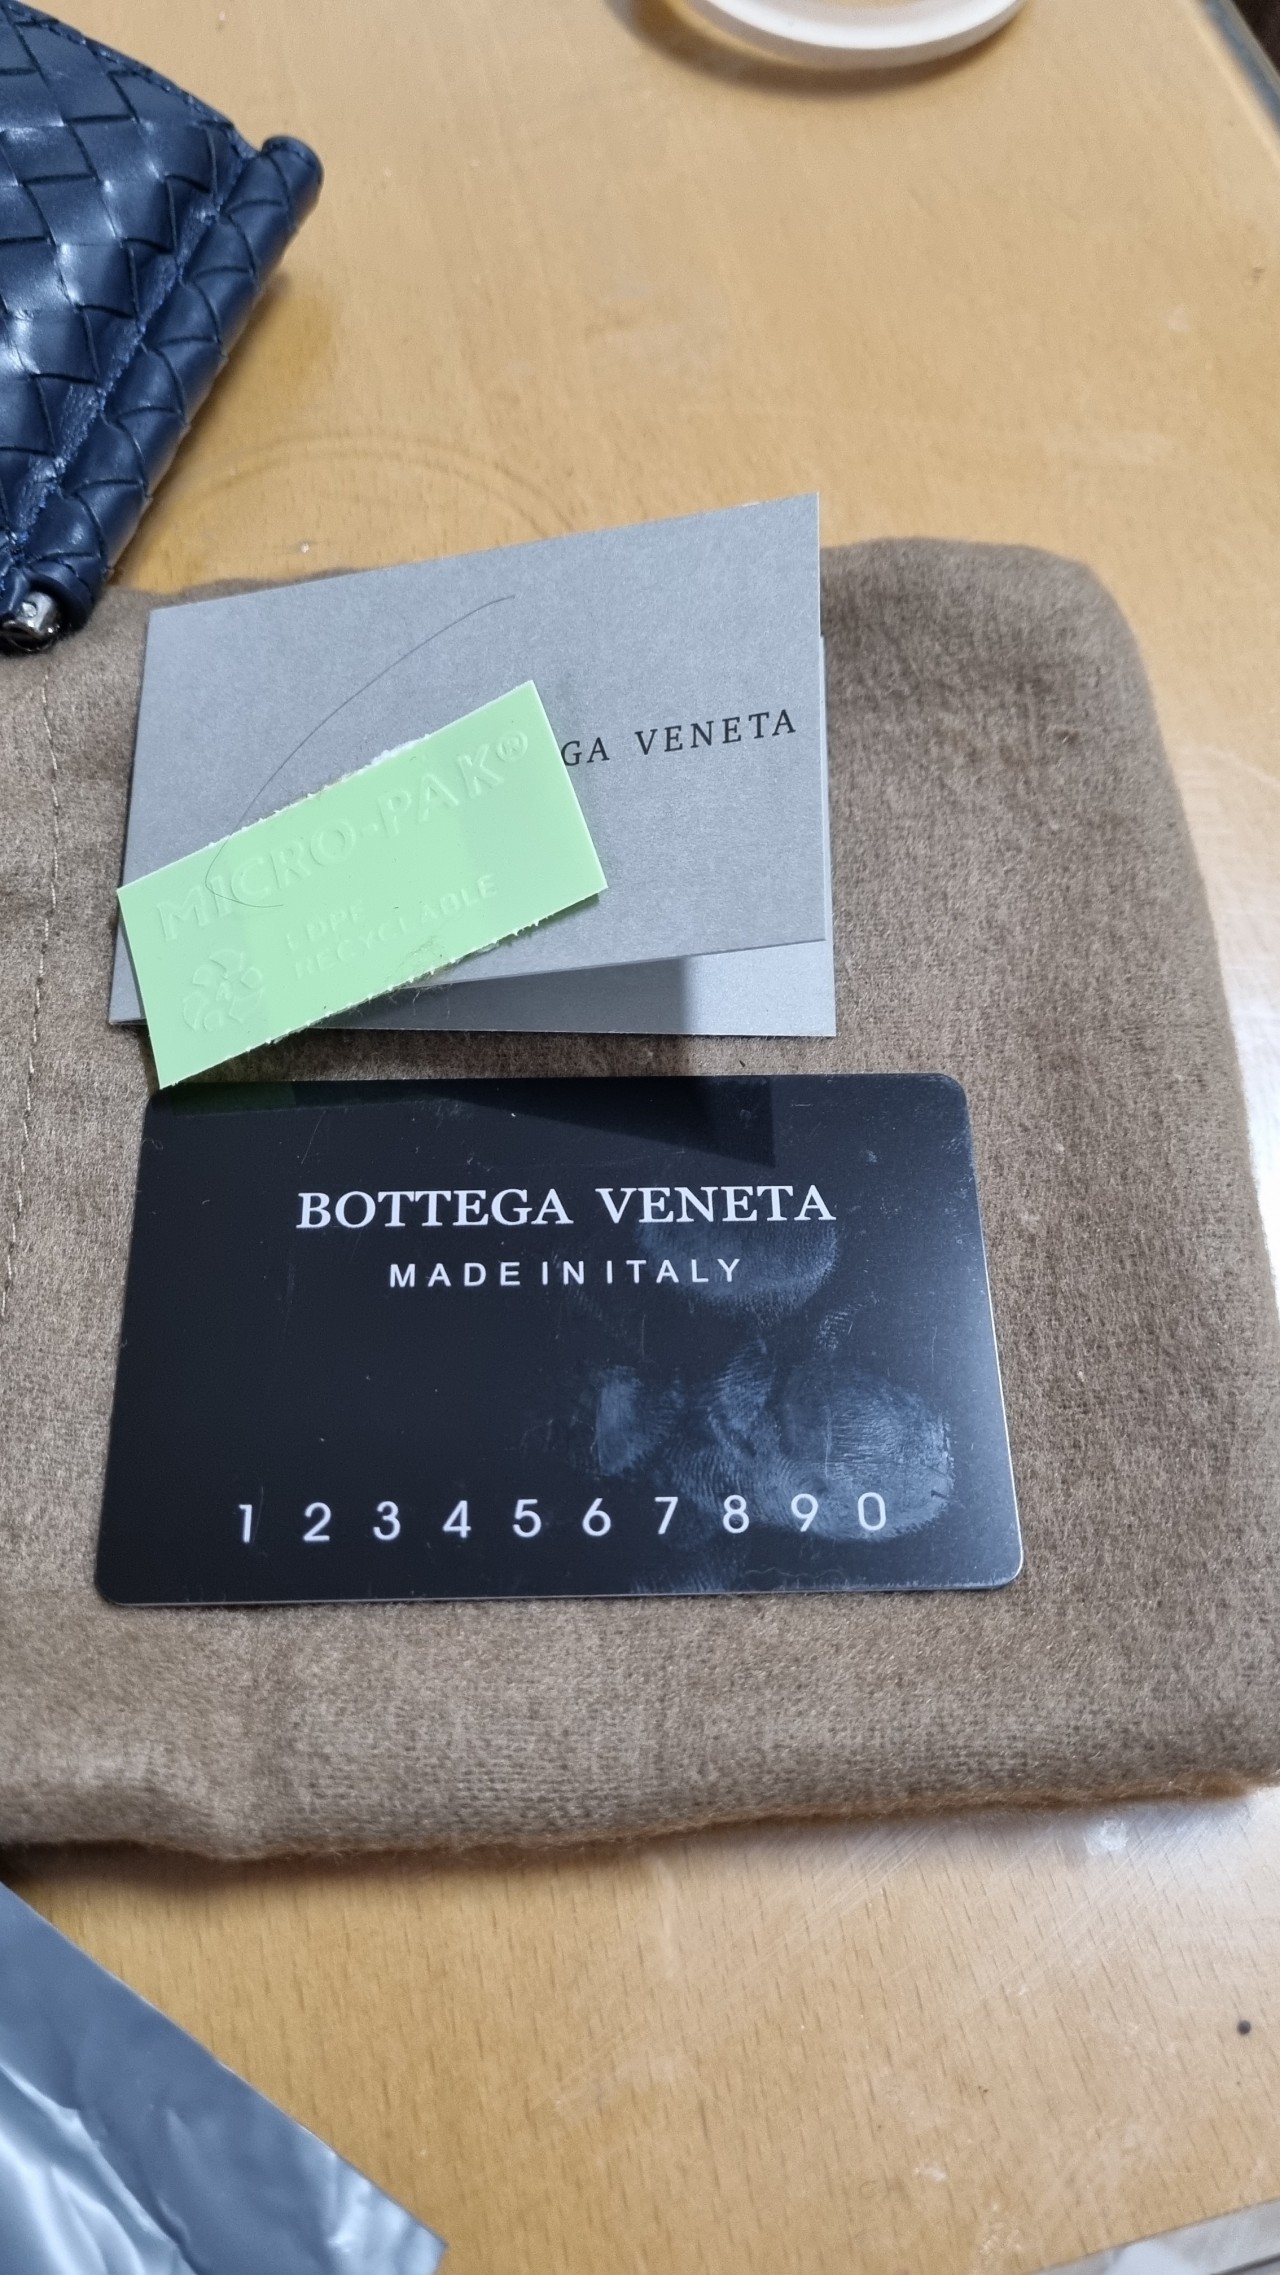 GA VENETA
MICRO-PAK®
LDPE
RECYCLABLE
4
BOTTEGA VENETA
MADE IN ITALY
1 2 3 4 5 6 7 8 9 0